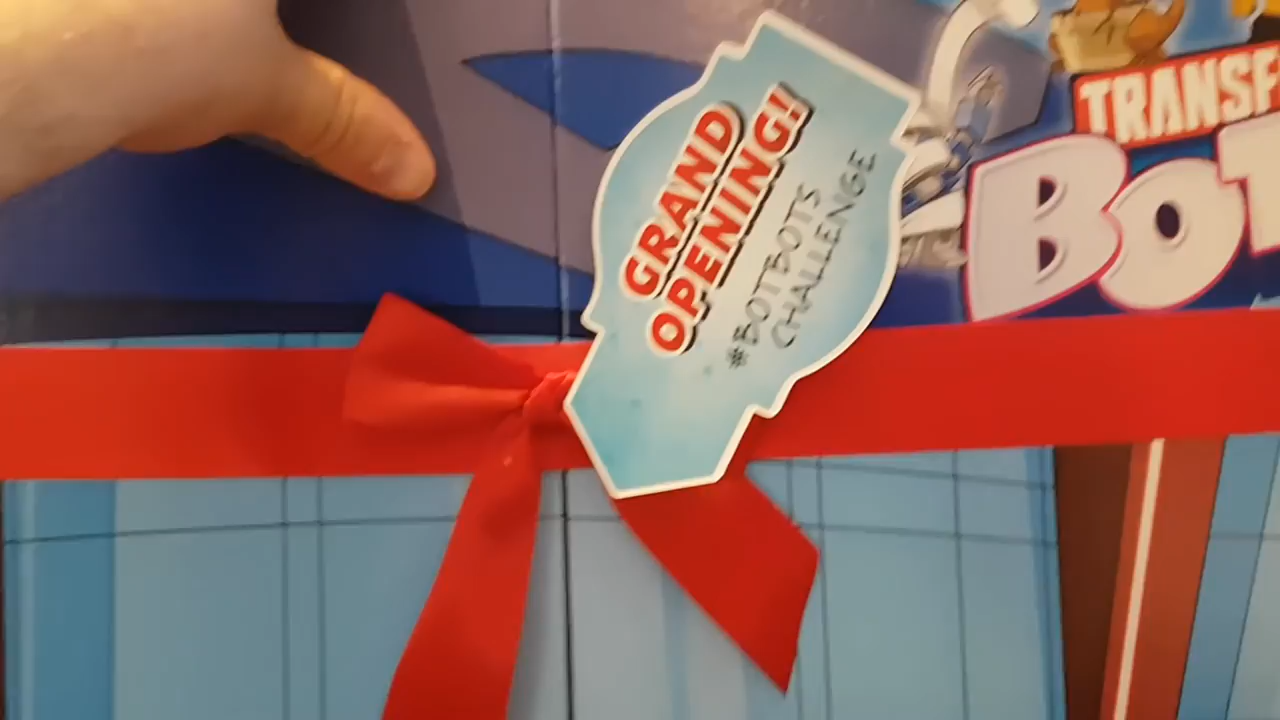 GRAND
OPENING!
#BOTBOTS
CHALLENGE
TRANSF
BOT